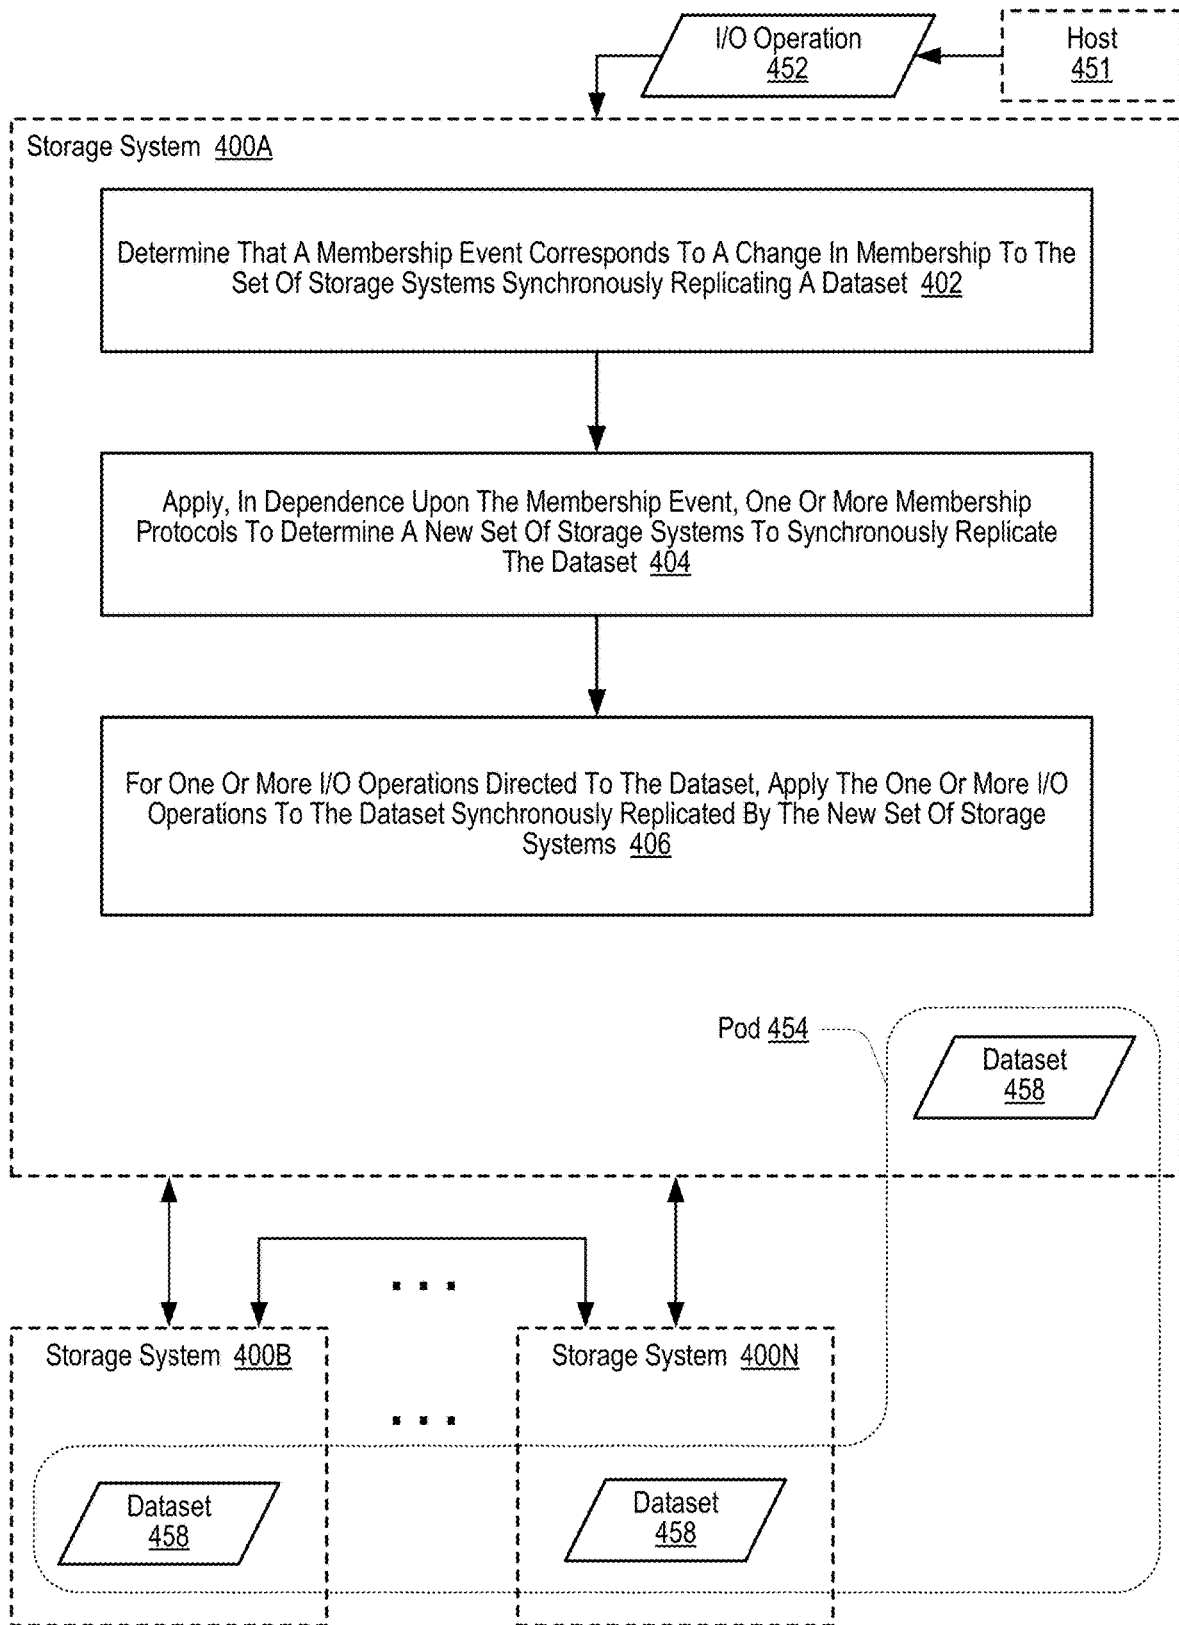 I/O Operation
452
Host
451
Storage System 400A
Determine That A Membership Event Corresponds To A Change In Membership To The
Set Of Storage Systems Synchronously Replicating A Dataset 402
Apply, In Dependence Upon The Membership Event, One Or More Membership
Protocols To Determine A New Set Of Storage Systems To Synchronously Replicate
The Dataset 404
For One Or More I/O Operations Directed To The Dataset, Apply The One Or More I/O
Operations To The Dataset Synchronously Replicated By The New Set Of Storage
Systems 406
Pod 454
Dataset
458
Storage System 400B
Storage System 400N
Dataset
458
Dataset
458